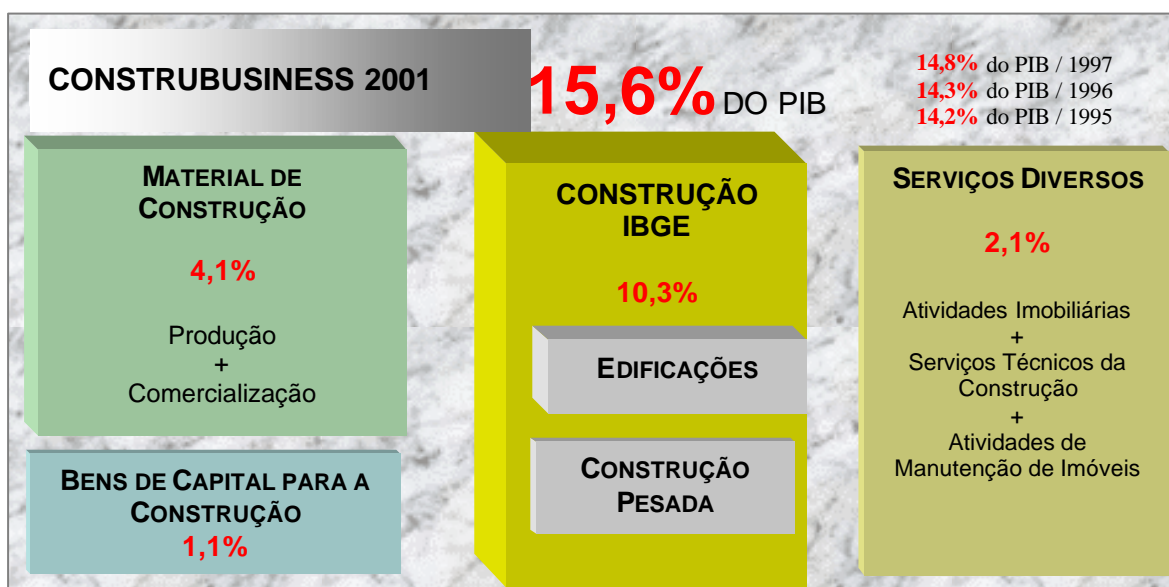 CONSTRUBUSINESS 2001
15,6% DO PIB
14,8% do PIB / 1997
14,3% do PIB / 1996
14,2% do PIB / 1995
MATERIAL DE
CONSTRUÇÃO
4,1%
Produção
+
Comercialização
BENS DE CAPITAL PARA A
CONSTRUÇÃO
1,1%
CONSTRUÇÃO
IBGE
10,3%
EDIFICAÇÕES
CONSTRUÇÃO
PESADA
SERVIÇOS DIVERSOS
2,1%
Atividades Imobiliárias
+
Serviços Técnicos da
Construção
+
Atividades de
Manutenção de Imóveis